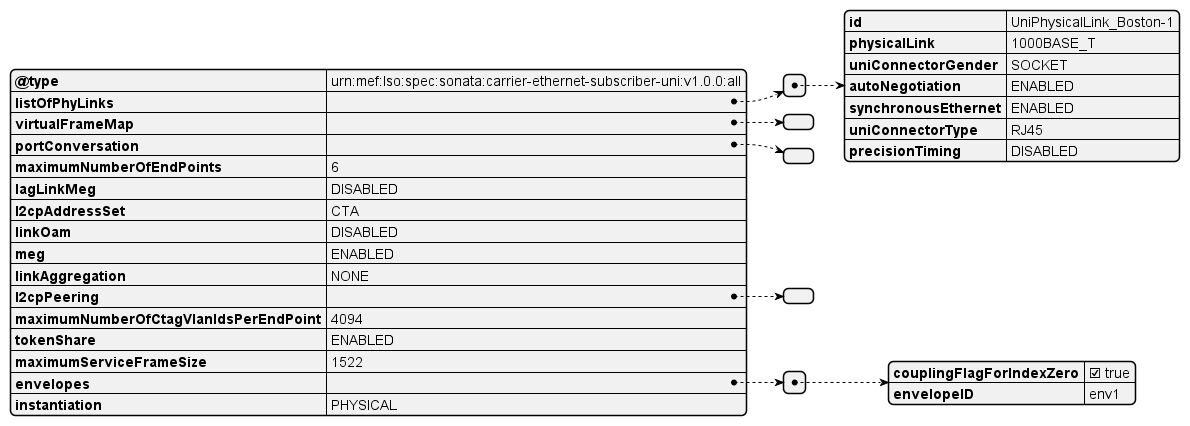 id UniPhysicalLink_Boston-1
physicalLink 1000BASE_T
uniConnectorGender SOCKET
autoNegotiation ENABLED
synchronousEthernet ENABLED
uniConnectorType RJ45
precisionTiming DISABLED
@type urn:mef:lso:spec:sonata:carrier-ethernet-subscriber-uni:v1.0.0:all
listOfPhyLinks
virtualFrameMap
portConversation
maximumNumberOfEndPoints 6
lagLinkMeg DISABLED
l2cpAddressSet CTA
linkOam DISABLED
meg ENABLED
linkAggregation NONE
l2cpPeering
maximumNumberOfCtagVlanIdsPerEndPoint 4094
tokenShare ENABLED
maximumServiceFrameSize 1522
envelopes
instantiation PHYSICAL
couplingFlagForIndexZero ☑ true
envelopeID env1